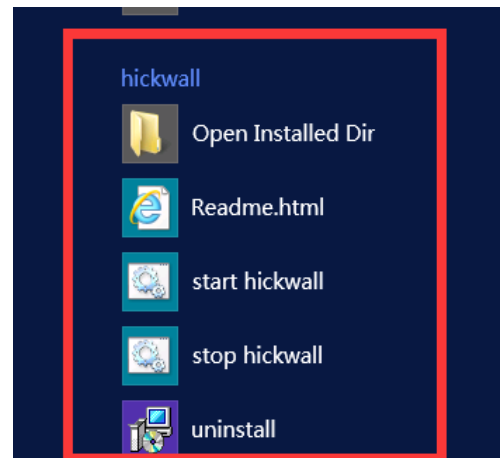 hickwall
Open Installed Dir
Readme.html
start hickwall
stop hickwall
uninstall